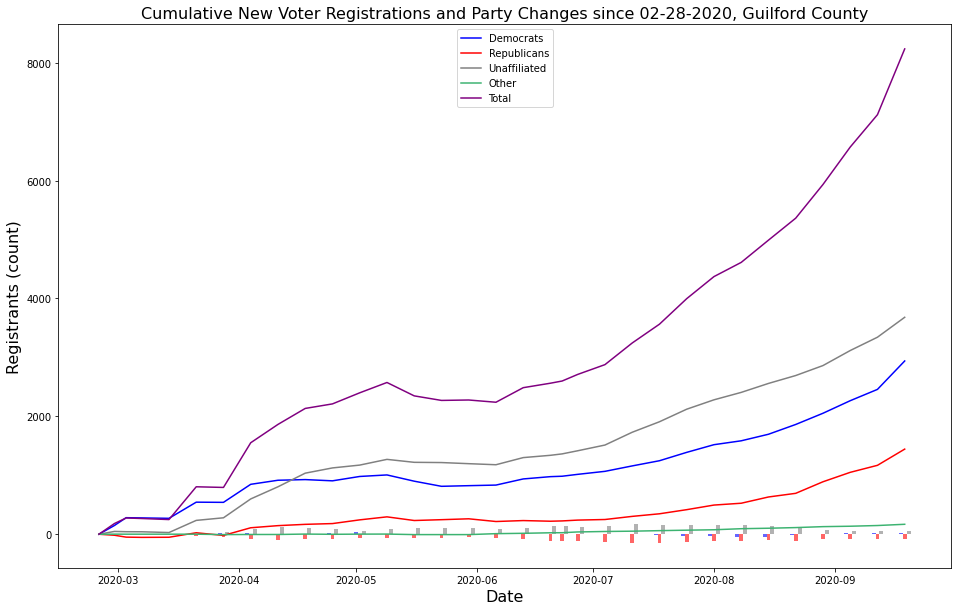 Cumulative New Voter Registrations and Party Changes since 02-28-2020, Guilford County
Democrats
Republicans
Unaffiliated
Other
Total
8000
6000
4000
2000
0
Registrants (count)
2020-03 2020-04 2020-05 2020-06 2020-07 2020-08 2020-09
Date